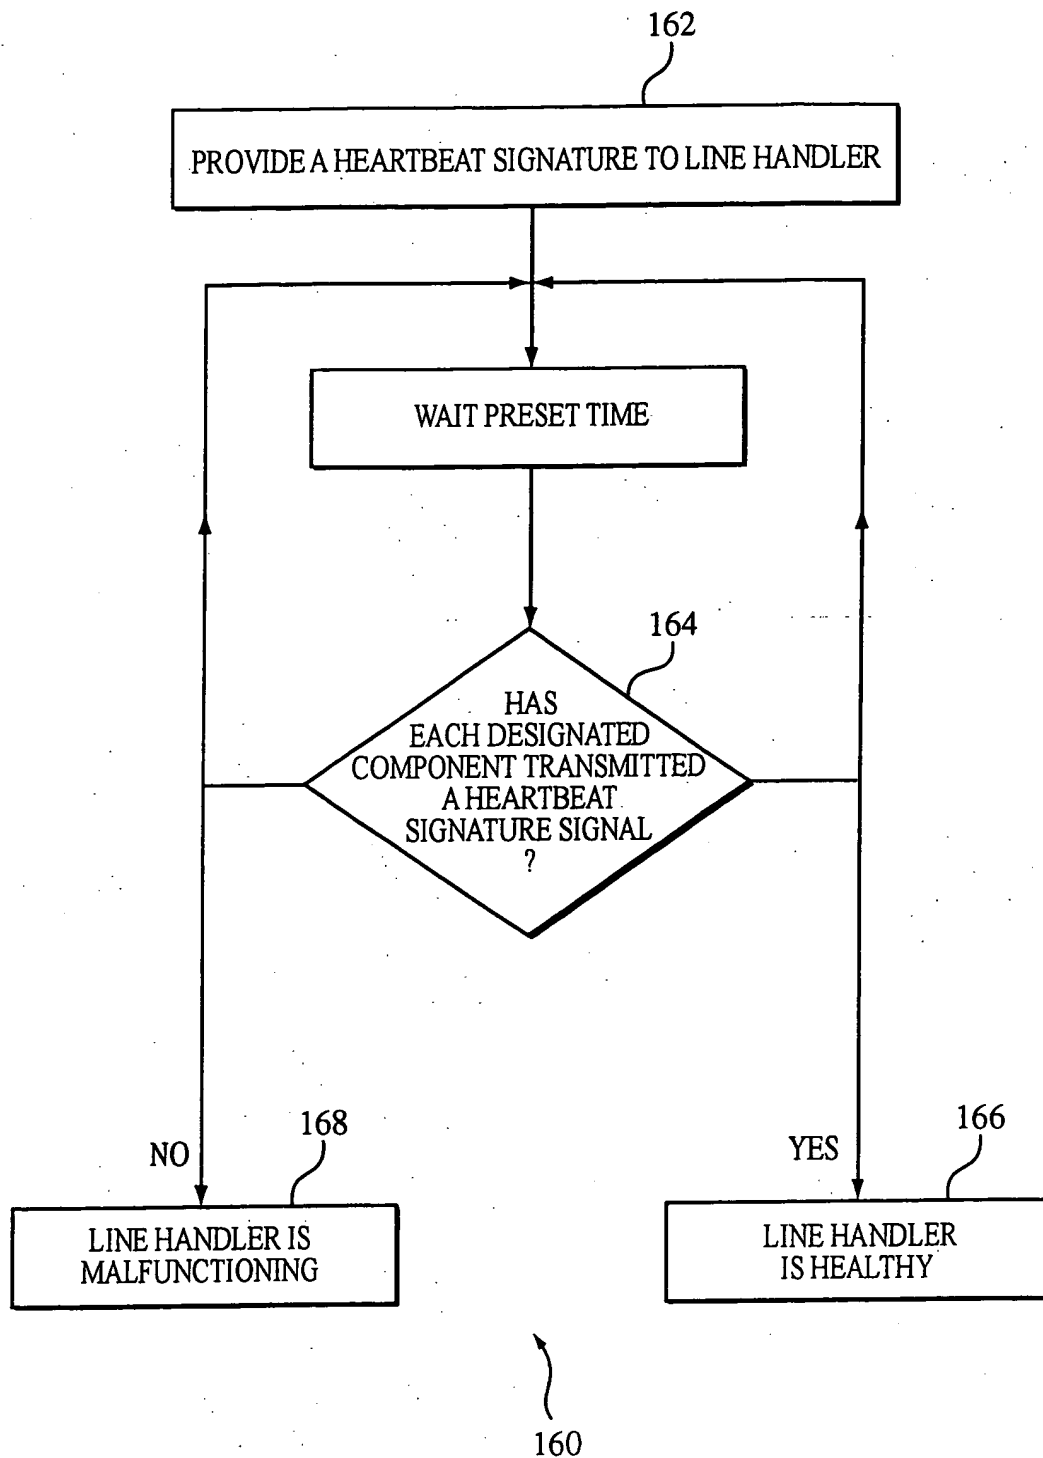 162
PROVIDE A HEARTBEAT SIGNATURE TO LINE HANDLER
WAIT PRESET TIME
164
HAS
EACH DESIGNATED
COMPONENT TRANSMITTED
A HEARTBEAT
SIGNATURE SIGNAL
?
NO
168
YES
166
LINE HANDLER IS
MALFUNCTIONING
LINE HANDLER
IS HEALTHY
160